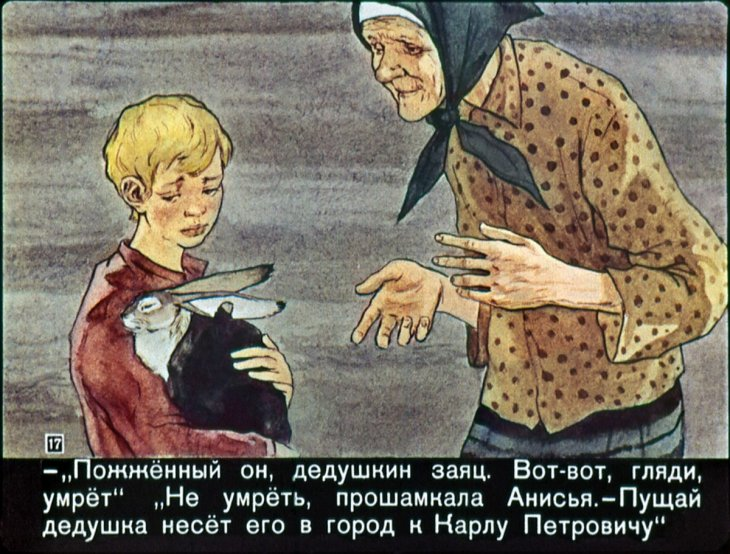 17
–„Пожжённый он, дедушкин заяц. Вот-вот, гляди,
умрёт“ „Не умрёть, прошамкала Анисья.–Пущай
дедушка несёт его в город к Карлу Петровичу“